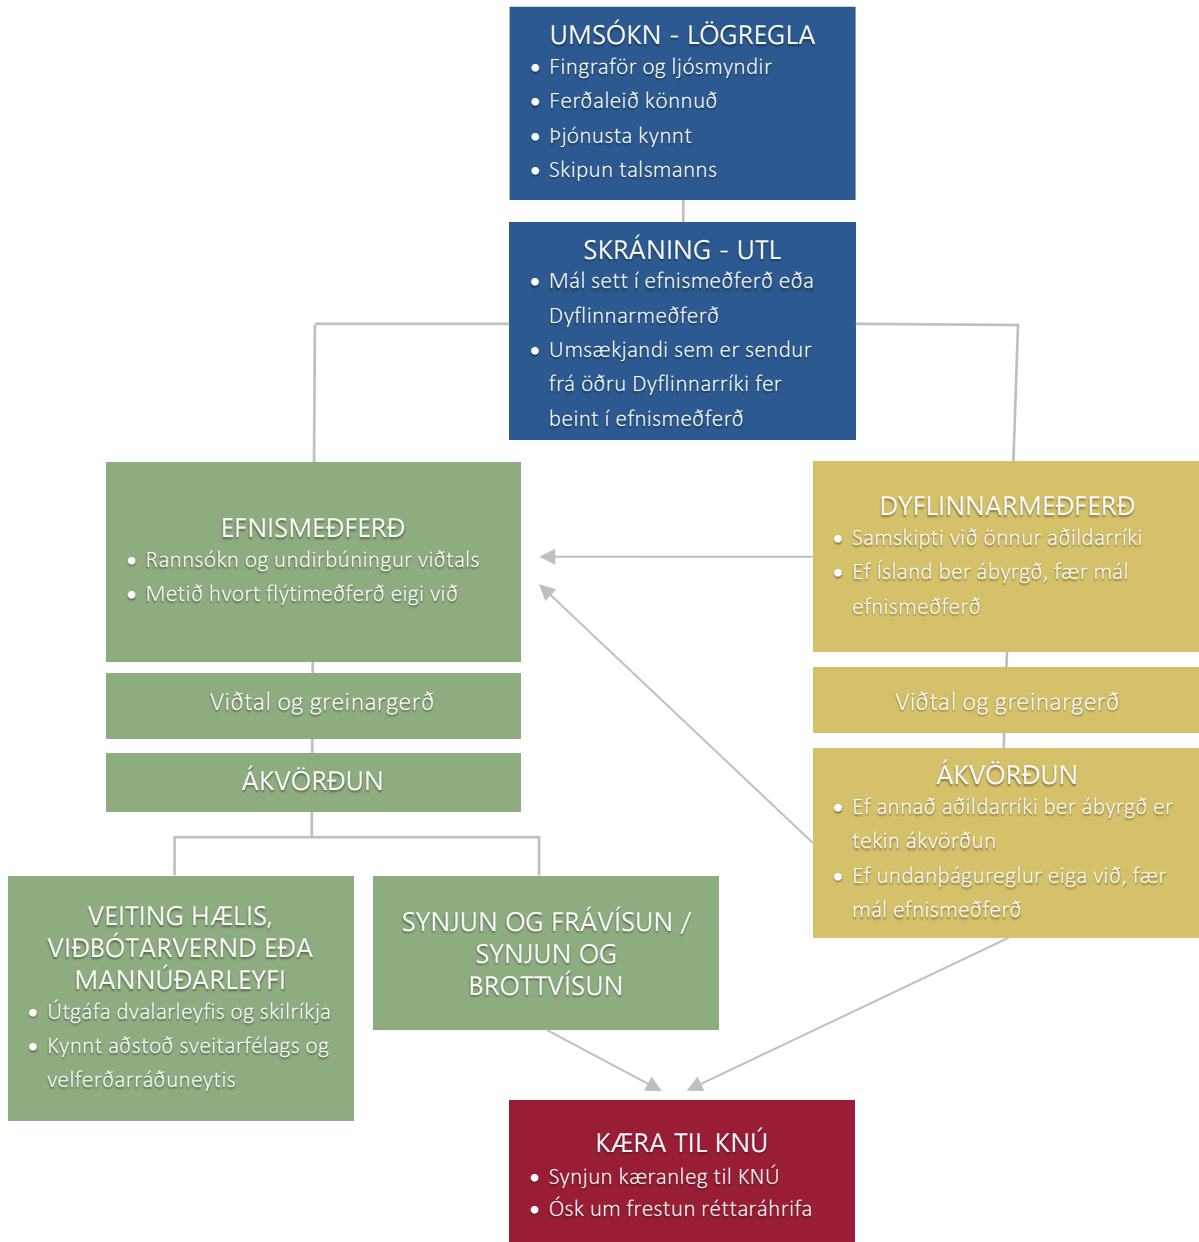 UMSÓKN - LÖGREGLA
• Fingraför og ljósmyndir
• Ferðaleið könnuð
• Þjónusta kynnt
• Skipun talsmanns
SKRÁNING - UTL
• Mál sett í efnismeðferð eða
Dyflinnarmeðferð
• Umsækjandi sem er sendur
frá öðru Dyflinnarríki fer
beint í efnismeðferð
EFNISMEÐFERÐ
• Rannsókn og undirbúningur viðtals
• Metið hvort flýtimeðferð eigi við
Viðtal og greinargerð
ÁKVÖRÐUN
VEITING HÆLIS,
VIÐBÓTARVERND EÐA
MANNÚÐARLEYFI
• Útgáfa dvalarleyfis og skilríkja
• Kynnt aðstoð sveitarfélags og
velferðarráðuneytis
SYNJUN OG FRÁVÍSUN /
SYNJUN OG
BROTTVÍSUN
DYFLINNARMEÐFERÐ
• Samskipti við önnur aðildarríki
• Ef Ísland ber ábyrgð, fær mál
efnismeðferð
Viðtal og greinargerð
ÁKVÖRÐUN
• Ef annað aðildarríki ber ábyrgð er
tekin ákvörðun
• Ef undanþágureglur eiga við, fær
mál efnismeðferð
KÆRA TIL KNÚ
• Synjun kæranleg til KNÚ
• Ósk um frestun réttaráhrifa